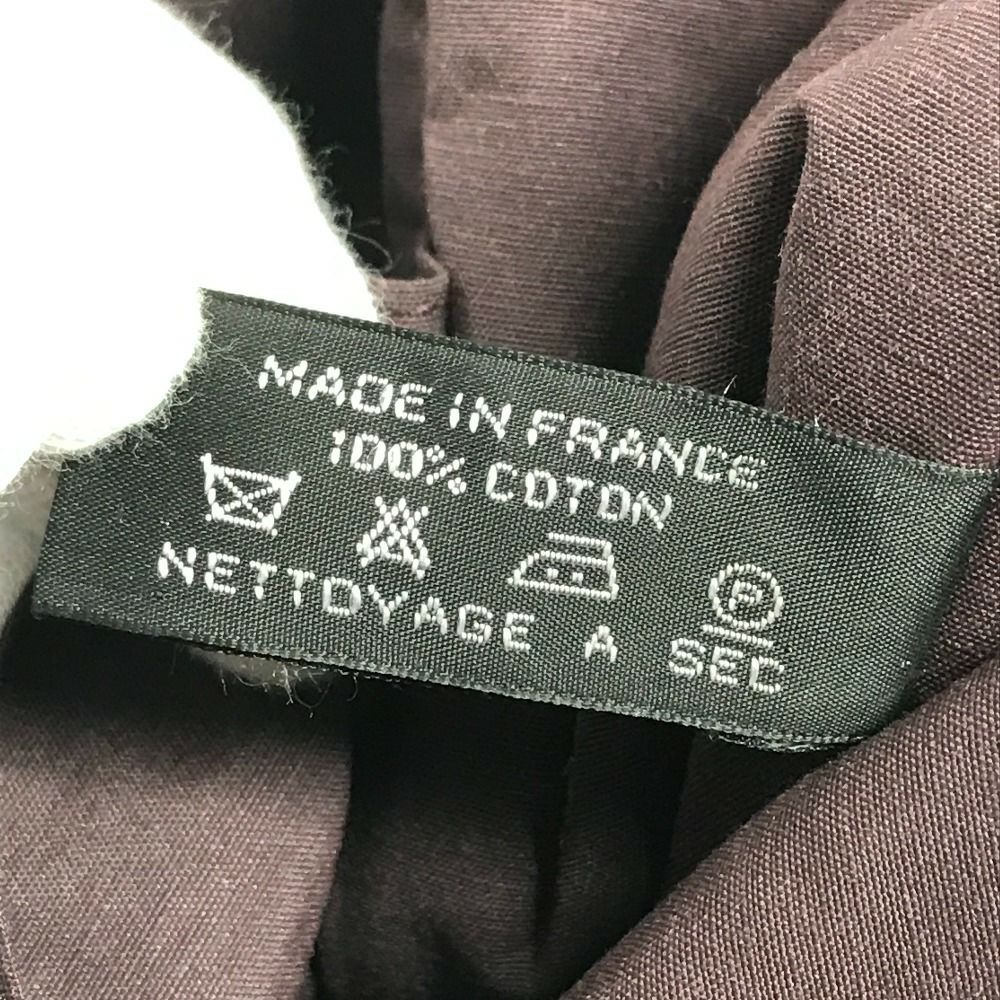 MADE IN FRANCE
100% COTON
P
NETTOYAGE A SEC